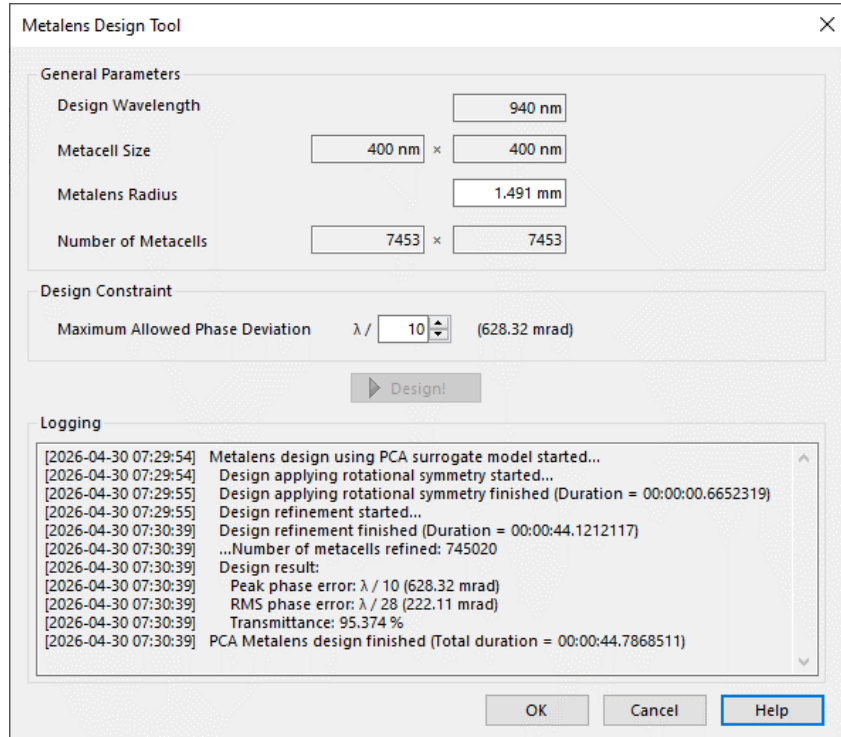 Metalens Design Tool
General Parameters
Design Wavelength 940 nm
Metacell Size 400 nm × 400 nm
Metalens Radius 1.491 mm
Number of Metacells 7453 × 7453
Design Constraint
Maximum Allowed Phase Deviation λ / 10 (628.32 mrad)
Design!
Logging
[2026-04-30 07:29:54] Metalens design using PCA surrogate model started...
[2026-04-30 07:29:54] Design applying rotational symmetry started...
[2026-04-30 07:29:55] Design applying rotational symmetry finished (Duration = 00:00:00.6652319)
[2026-04-30 07:29:55] Design refinement started...
[2026-04-30 07:30:39] Design refinement finished (Duration = 00:00:44.1212117)
[2026-04-30 07:30:39] ...Number of metacells refined: 745020
[2026-04-30 07:30:39] Design result:
[2026-04-30 07:30:39] Peak phase error: λ / 10 (628.32 mrad)
[2026-04-30 07:30:39] RMS phase error: λ / 28 (222.11 mrad)
[2026-04-30 07:30:39] Transmittance: 95.374 %
[2026-04-30 07:30:39] PCA Metalens design finished (Total duration = 00:00:44.7868511)
OK Cancel Help